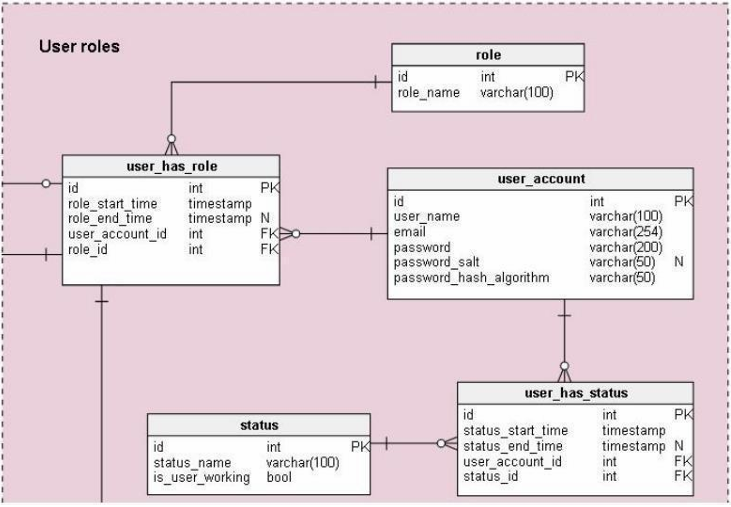 User roles
role
id int PK
role_name varchar(100)
user_has_role
id int PK
role_start_time timestamp
role_end_time timestamp N
user_account_id int FK
role_id int FK
user_account
id int PK
user_name varchar(100)
email varchar(254)
password varchar(200)
password_salt varchar(50) N
password_hash_algorithm varchar(50)
user_has_status
id int PK
status_start_time timestamp
status_end_time timestamp N
user_account_id int FK
status_id int FK
status
id int PK
status_name varchar(100)
is_user_working bool